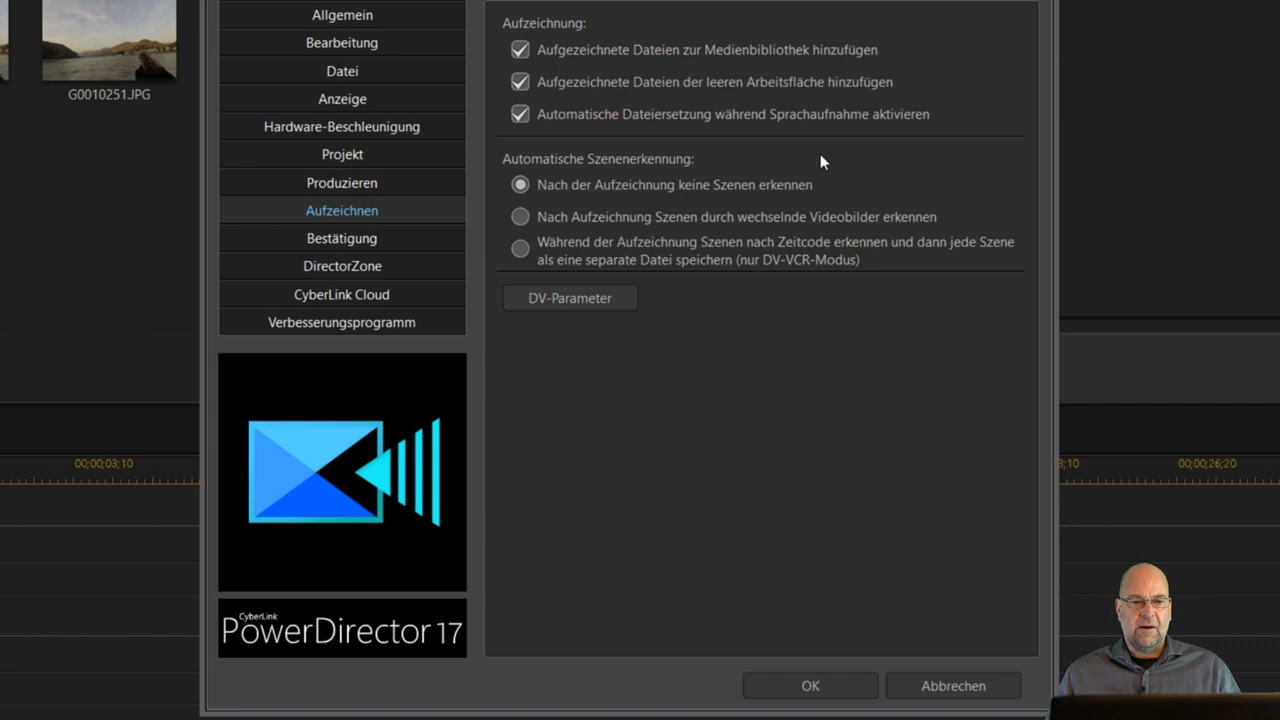 G0010251.JPG
Allgemein
Bearbeitung
Datei
Anzeige
Hardware-Beschleunigung
Projekt
Produzieren
Aufzeichnen
Bestätigung
DirectorZone
CyberLink Cloud
Verbesserungsprogramm
Aufzeichnung:
Aufgezeichnete Dateien zur Medienbibliothek hinzufügen
Aufgezeichnete Dateien der leeren Arbeitsfläche hinzufügen
Automatische Dateiersetzung während Sprachaufnahme aktivieren
Automatische Szenenerkennung:
Nach der Aufzeichnung keine Szenen erkennen
Nach Aufzeichnung Szenen durch wechselnde Videobilder erkennen
Während der Aufzeichnung Szenen nach Zeitcode erkennen und dann jede Szene
als eine separate Datei speichern (nur DV-VCR-Modus)
DV-Parameter
00;00;03;10
3;10
00;00;26;20
CyberLink
PowerDirector 17
OK
Abbrechen